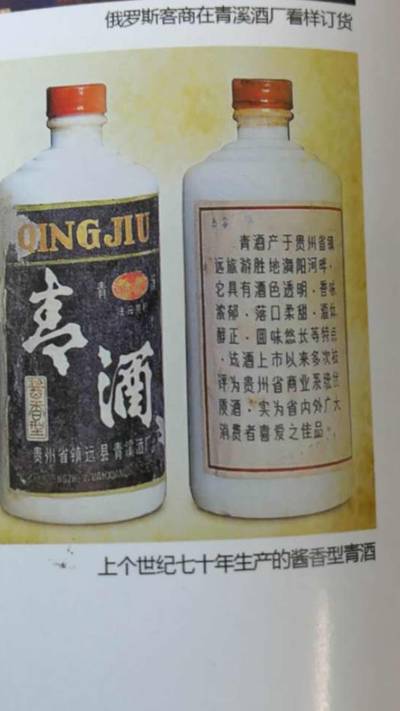 俄罗斯客商在青溪酒厂看样订货
QING JIU
青
青酒
酱香型
贵州省镇远县青溪酒厂
青酒产于贵州省镇
远旅游胜地㵲阳河畔，
它具有酒色透明、香味
浓郁、落口柔甜、酒体
醇正、回味悠长等特点
，该酒上市以来多次被
评为贵州省商业系统优
质酒，实为省内外广大
消费者喜爱之佳品。
上个世纪七十年生产的酱香型青酒